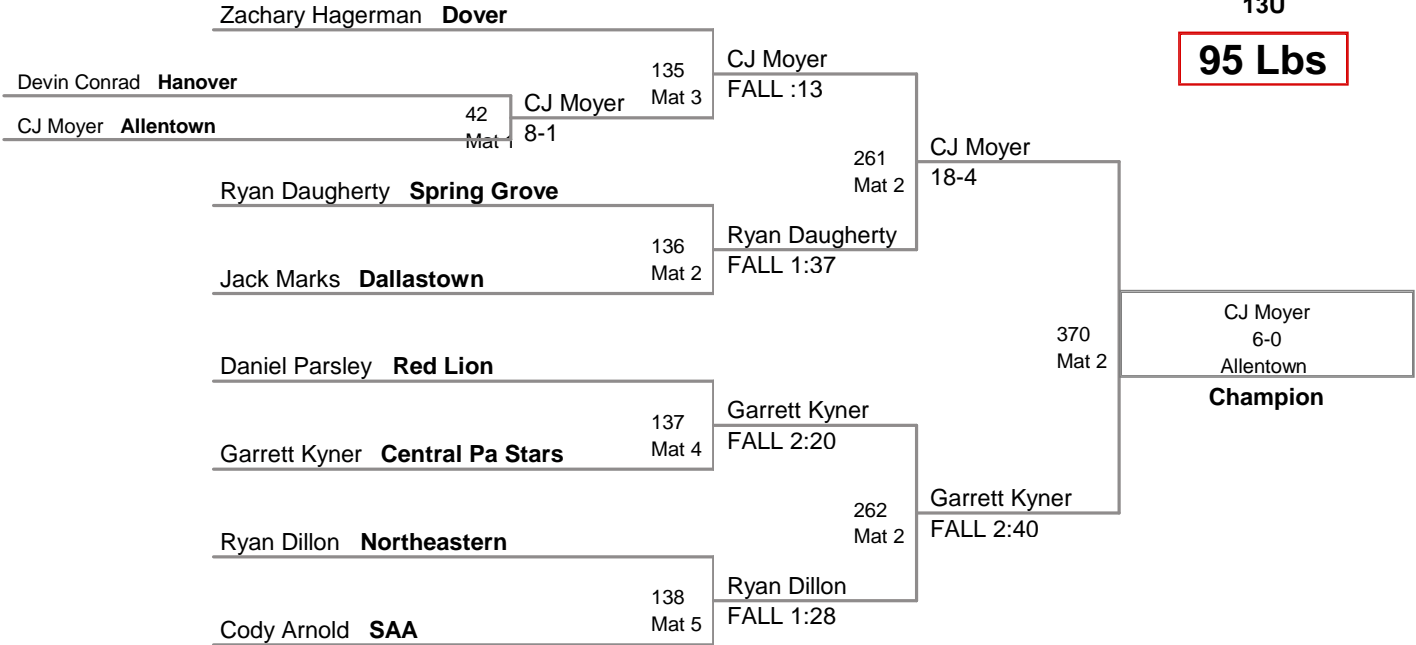 13U
95 Lbs
Zachary Hagerman Dover
Devin Conrad Hanover
CJ Moyer Allentown
42
Mat 1
CJ Moyer
8-1
135
Mat 3
CJ Moyer
FALL :13
Ryan Daugherty Spring Grove
Jack Marks Dallastown
136
Mat 2
Ryan Daugherty
FALL 1:37
261
Mat 2
CJ Moyer
18-4
Daniel Parsley Red Lion
Garrett Kyner Central Pa Stars
137
Mat 4
Garrett Kyner
FALL 2:20
Ryan Dillon Northeastern
Cody Arnold SAA
138
Mat 5
Ryan Dillon
FALL 1:28
262
Mat 2
Garrett Kyner
FALL 2:40
370
Mat 2
CJ Moyer
6-0
Allentown
Champion